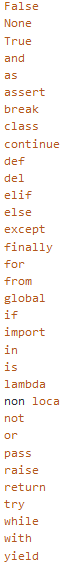 False
None
True
and
as
assert
break
class
continue
def
del
elif
else
except
finally
for
from
global
if
import
in
is
lambda
non loca
not
or
pass
raise
return
try
while
with
yield